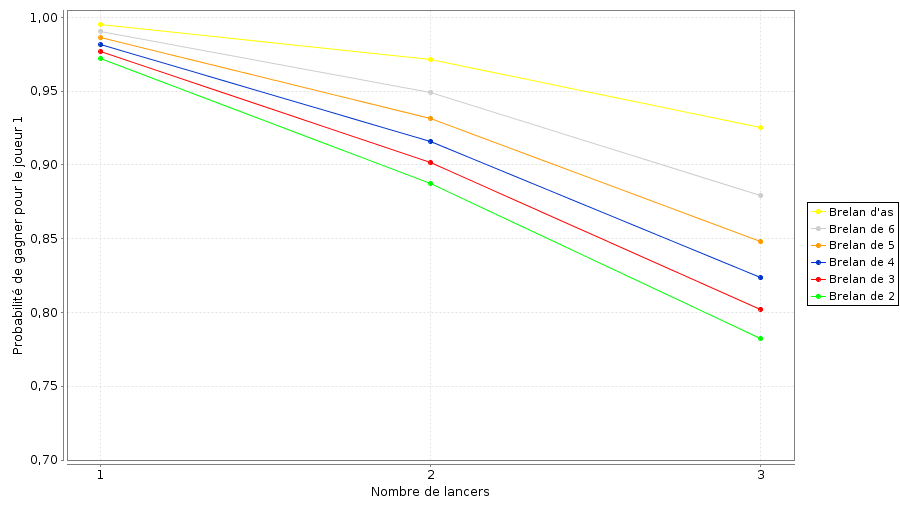 1,00
0,95
0,90
0,85
0,80
0,75
0,70
Probabilité de gagner pour le joueur 1
1 2 3
Nombre de lancers
Brelan d'as
Brelan de 6
Brelan de 5
Brelan de 4
Brelan de 3
Brelan de 2